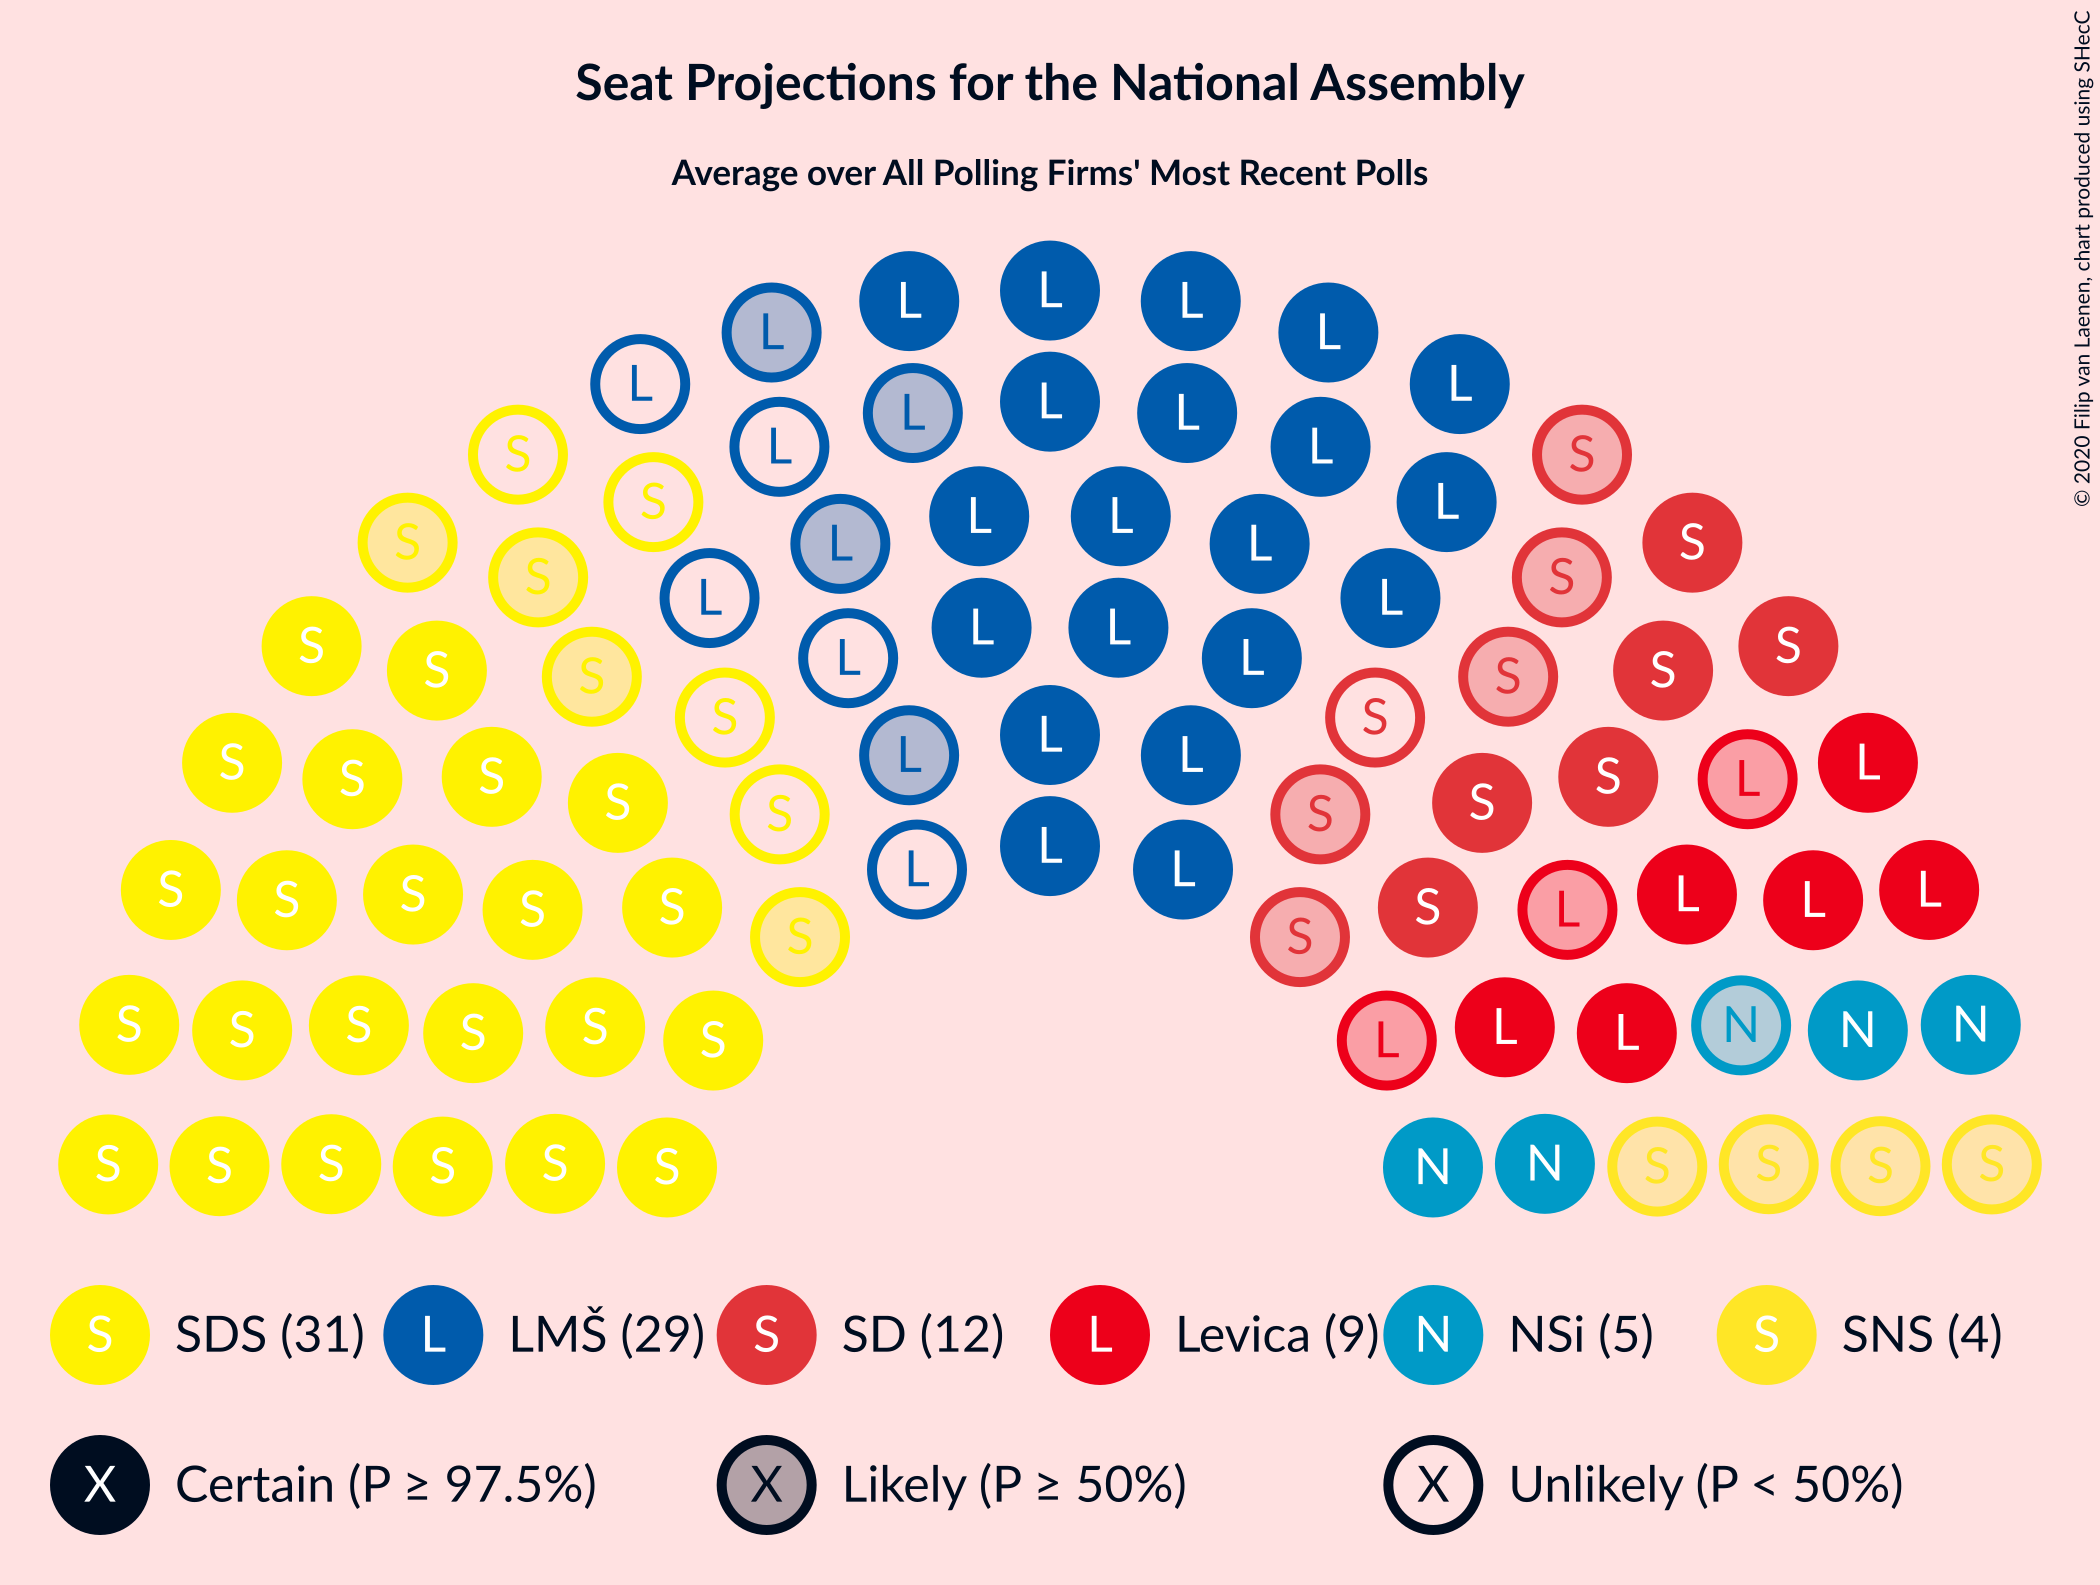 Seat Projections for the National Assembly
Average over All Polling Firms' Most Recent Polls
© 2020 Filip van Laenen, chart produced using SHecC
L L L
L L
L L
L L L
S L L S
S L L S
S L L L L S
S S
L L
S L L L S
S S S S
S L L S
S S L L S
S S S S L L
S S L L
S S S S L L L L
S S S S S S
S S S N N N
S S S L L L
S S S S S S N N S S S S
S SDS (31) L LMŠ (29) S SD (12) L Levica (9) N NSi (5) S SNS (4)
X Certain (P ≥ 97.5%) X Likely (P ≥ 50%) X Unlikely (P < 50%)